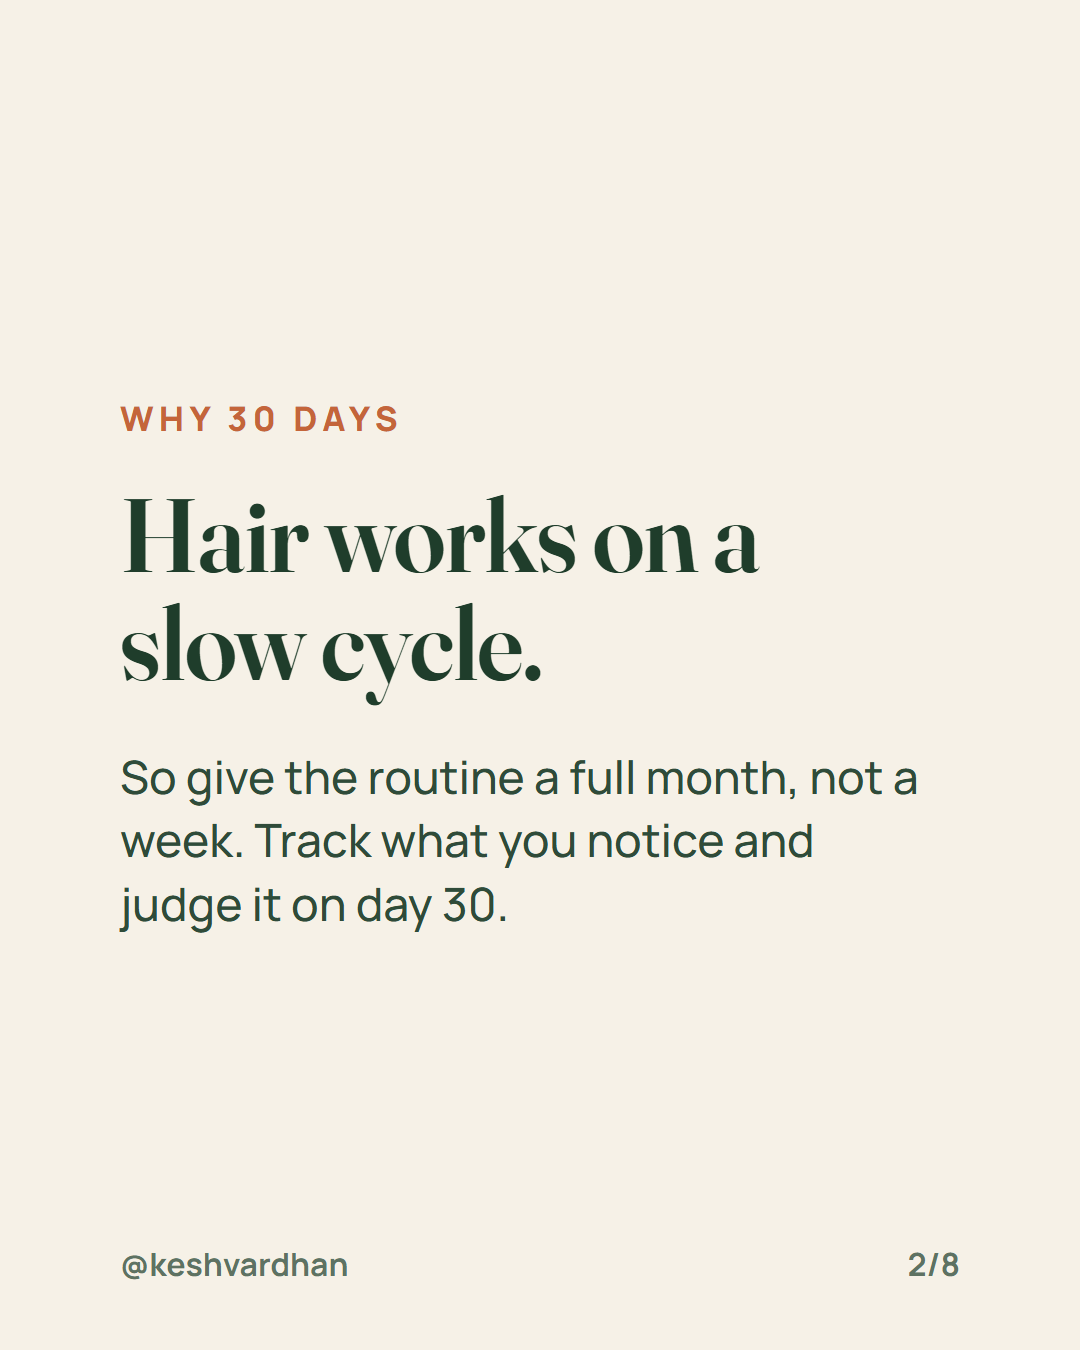 WHY 30 DAYS
Hair works on a
slow cycle.
So give the routine a full month, not a
week. Track what you notice and
judge it on day 30.
@keshvardhan
2/8